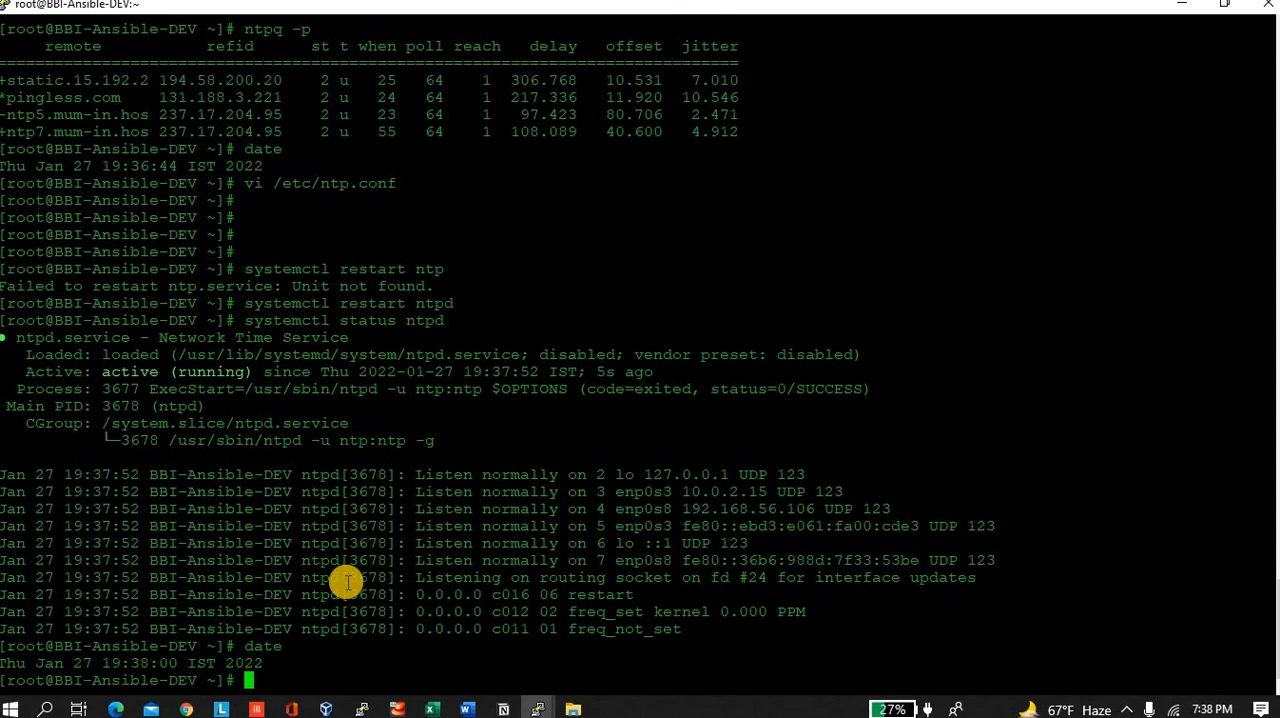 root@BBI-Ansible-DEV:~
[root@BBI-Ansible-DEV ~]# ntpq -p
     remote           refid      st t when poll reach   delay   offset  jitter
==============================================================================
+static.15.192.2 194.58.200.20    2 u   25   64    1  306.768   10.531   7.010
*pingless.com    131.188.3.221    2 u   24   64    1  217.336   11.920  10.546
-ntp5.mum-in.hos 237.17.204.95    2 u   23   64    1   97.423   80.706   2.471
+ntp7.mum-in.hos 237.17.204.95    2 u   55   64    1  108.089   40.600   4.912
[root@BBI-Ansible-DEV ~]# date
Thu Jan 27 19:36:44 IST 2022
[root@BBI-Ansible-DEV ~]# vi /etc/ntp.conf
[root@BBI-Ansible-DEV ~]#
[root@BBI-Ansible-DEV ~]#
[root@BBI-Ansible-DEV ~]#
[root@BBI-Ansible-DEV ~]#
[root@BBI-Ansible-DEV ~]# systemctl restart ntp
Failed to restart ntp.service: Unit not found.
[root@BBI-Ansible-DEV ~]# systemctl restart ntpd
[root@BBI-Ansible-DEV ~]# systemctl status ntpd
● ntpd.service - Network Time Service
   Loaded: loaded (/usr/lib/systemd/system/ntpd.service; disabled; vendor preset: disabled)
   Active: active (running) since Thu 2022-01-27 19:37:52 IST; 5s ago
  Process: 3677 ExecStart=/usr/sbin/ntpd -u ntp:ntp $OPTIONS (code=exited, status=0/SUCCESS)
 Main PID: 3678 (ntpd)
   CGroup: /system.slice/ntpd.service
           └─3678 /usr/sbin/ntpd -u ntp:ntp -g
Jan 27 19:37:52 BBI-Ansible-DEV ntpd[3678]: Listen normally on 2 lo 127.0.0.1 UDP 123
Jan 27 19:37:52 BBI-Ansible-DEV ntpd[3678]: Listen normally on 3 enp0s3 10.0.2.15 UDP 123
Jan 27 19:37:52 BBI-Ansible-DEV ntpd[3678]: Listen normally on 4 enp0s8 192.168.56.106 UDP 123
Jan 27 19:37:52 BBI-Ansible-DEV ntpd[3678]: Listen normally on 5 enp0s3 fe80::ebd3:e061:fa00:cde3 UDP 123
Jan 27 19:37:52 BBI-Ansible-DEV ntpd[3678]: Listen normally on 6 lo ::1 UDP 123
Jan 27 19:37:52 BBI-Ansible-DEV ntpd[3678]: Listen normally on 7 enp0s8 fe80::36b6:988d:7f33:53be UDP 123
Jan 27 19:37:52 BBI-Ansible-DEV ntpd[3678]: Listening on routing socket on fd #24 for interface updates
Jan 27 19:37:52 BBI-Ansible-DEV ntpd[3678]: 0.0.0.0 c016 06 restart
Jan 27 19:37:52 BBI-Ansible-DEV ntpd[3678]: 0.0.0.0 c012 02 freq_set kernel 0.000 PPM
Jan 27 19:37:52 BBI-Ansible-DEV ntpd[3678]: 0.0.0.0 c011 01 freq_not_set
[root@BBI-Ansible-DEV ~]# date
Thu Jan 27 19:38:00 IST 2022
[root@BBI-Ansible-DEV ~]#
27% 67°F Haze 7:38 PM